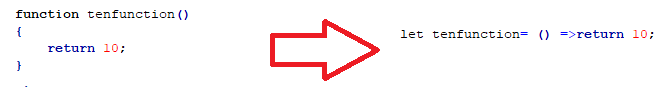 function tenfunction()
{
    return 10;
}
let tenfunction= () =>return 10;